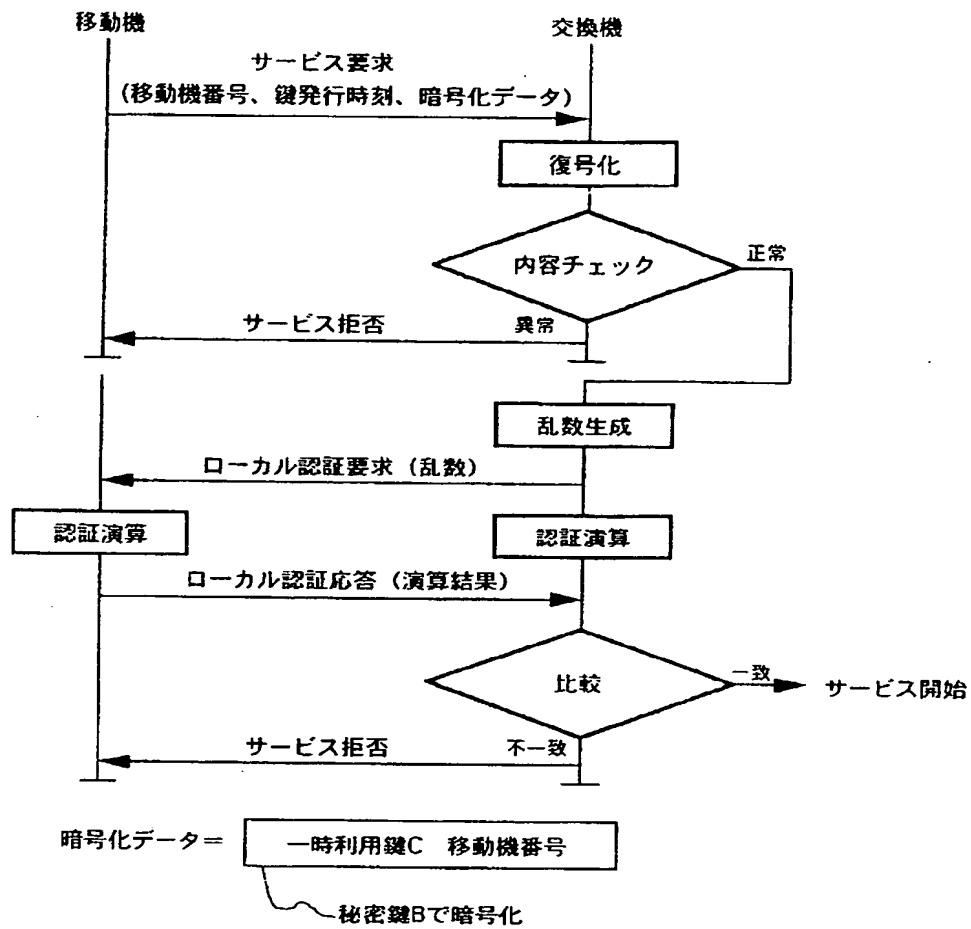 移動機
交換機
サービス要求
(移動機番号、鍵発行時刻、暗号化データ)
復号化
内容チェック
正常
サービス拒否
異常
乱数生成
ローカル認証要求 (乱数)
認証演算
認証演算
ローカル認証応答 (演算結果)
比較
一致
サービス開始
サービス拒否
不一致
暗号化データ=
一時利用鍵C 移動機番号
秘密鍵Bで暗号化